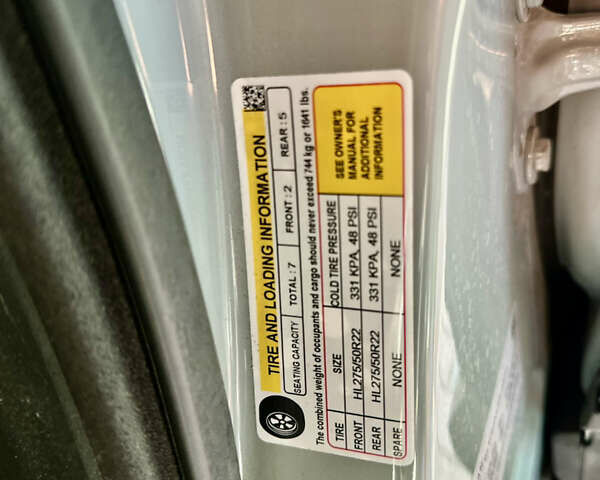 TIRE AND LOADING INFORMATION
SEATING CAPACITY TOTAL : 7 FRONT : 2 REAR : 5
The combined weight of occupants and cargo should never exceed 744 kg or 1641 lbs.
TIRE SIZE COLD TIRE PRESSURE
FRONT HL275/50R22 331 KPA, 48 PSI
REAR HL275/50R22 331 KPA, 48 PSI
SPARE NONE NONE
SEE OWNER'S
MANUAL FOR
ADDITIONAL
INFORMATION